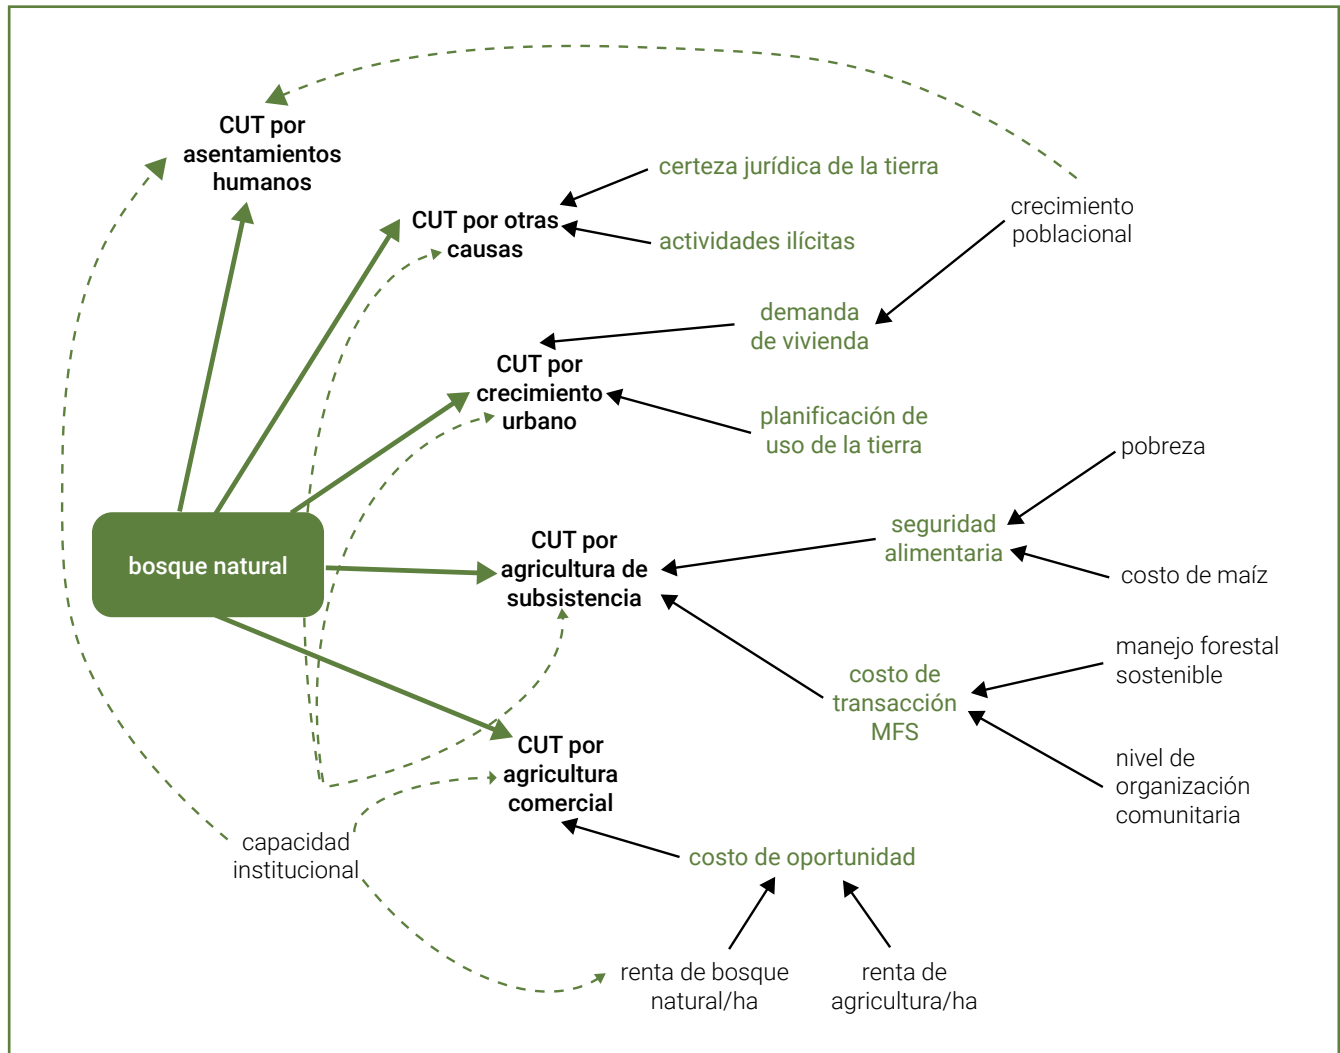 CUT por
asentamientos
humanos
certeza jurídica de la tierra
CUT por otras
causas
actividades ilícitas
crecimiento
poblacional
demanda
de vivienda
CUT por
crecimiento
urbano
planificación de
uso de la tierra
pobreza
seguridad
alimentaria
costo de maíz
bosque natural
CUT por
agricultura de
subsistencia
manejo forestal
sostenible
costo de
transacción
MFS
nivel de
organización
comunitaria
CUT por
agricultura
comercial
capacidad
institucional
costo de oportunidad
renta de bosque
natural/ha
renta de
agricultura/ha